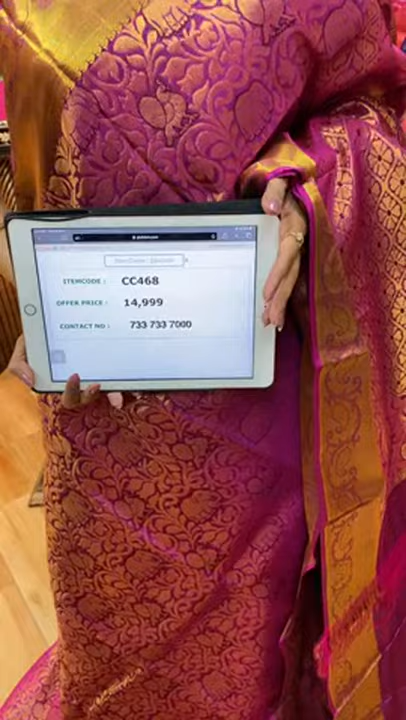 ITEMCODE : CC468
OFFER PRICE : 14,999
CONTACT NO : 733 733 7000